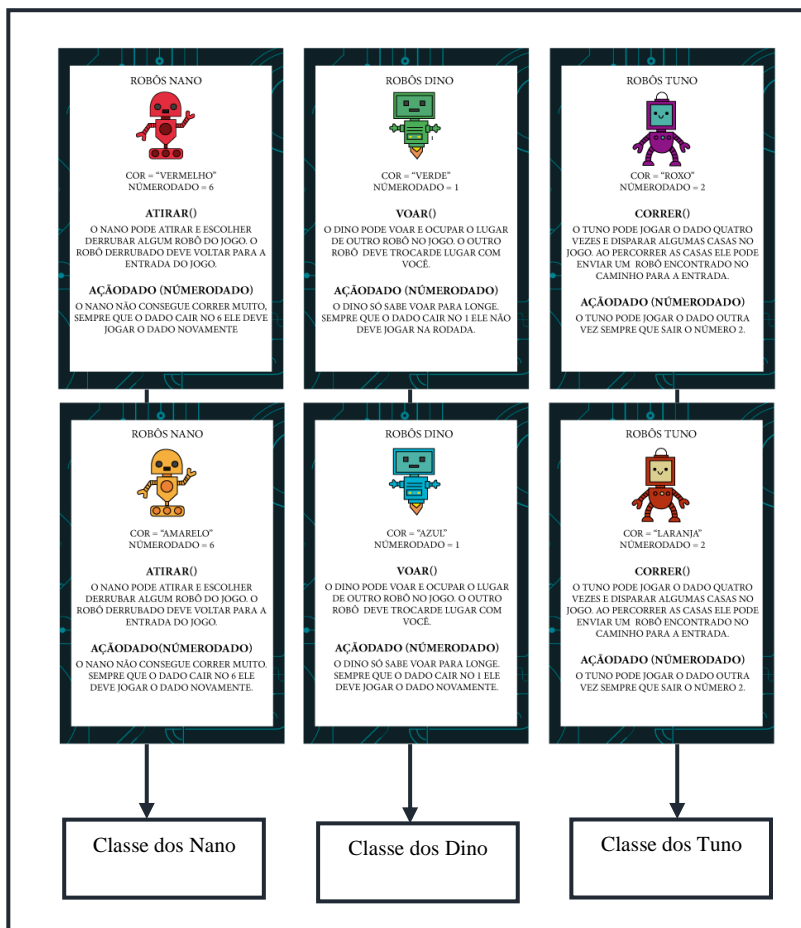 ROBÔS NANO
COR = “VERMELHO”
NÚMERODADO = 6
ATIRAR()
O NANO PODE ATIRAR E ESCOLHER
DERRUBAR ALGUM ROBÔ DO JOGO. O
ROBÔ DERRUBADO DEVE VOLTAR PARA A
ENTRADA DO JOGO.
AÇÃODADO (NÚMERODADO)
O NANO NÃO CONSEGUE CORRER MUITO,
SEMPRE QUE O DADO CAIR NO 6 ELE DEVE
JOGAR O DADO NOVAMENTE
ROBÔS DINO
COR = “VERDE”
NÚMERODADO = 1
VOAR()
O DINO PODE VOAR E OCUPAR O LUGAR
DE OUTRO ROBÔ NO JOGO. O OUTRO
ROBÔ DEVE TROCARDE LUGAR COM
VOCÊ.
AÇÃODADO (NÚMERODADO)
O DINO SÓ SABE VOAR PARA LONGE.
SEMPRE QUE O DADO CAIR NO 1 ELE NÃO
DEVE JOGAR NA RODADA.
ROBÔS TUNO
COR = “ROXO”
NÚMERODADO = 2
CORRER()
O TUNO PODE JOGAR O DADO QUATRO
VEZES E DISPARAR ALGUMAS CASAS NO
JOGO. AO PERCORRER AS CASAS ELE PODE
ENVIAR UM ROBÔ ENCONTRADO NO
CAMINHO PARA A ENTRADA.
AÇÃODADO (NÚMERODADO)
O TUNO PODE JOGAR O DADO OUTRA
VEZ SEMPRE QUE SAIR O NÚMERO 2.
ROBÔS NANO
COR = “AMARELO”
NÚMERODADO = 6
ATIRAR()
O NANO PODE ATIRAR E ESCOLHER
DERRUBAR ALGUM ROBÔ DO JOGO. O
ROBÔ DERRUBADO DEVE VOLTAR PARA A
ENTRADA DO JOGO.
AÇÃODADO(NÚMERODADO)
O NANO NÃO CONSEGUE CORRER MUITO.
SEMPRE QUE O DADO CAIR NO 6 ELE
DEVE JOGAR O DADO NOVAMENTE.
ROBÔS DINO
COR = “AZUL”
NÚMERODADO = 1
VOAR()
O DINO PODE VOAR E OCUPAR O LUGAR
DE OUTRO ROBÔ NO JOGO. O OUTRO
ROBÔ DEVE TROCARDE LUGAR COM
VOCÊ.
AÇÃODADO (NÚMERODADO)
O DINO SÓ SABE VOAR PARA LONGE.
SEMPRE QUE O DADO CAIR NO 1 ELE
DEVE JOGAR O DADO NOVAMENTE.
ROBÔS TUNO
COR = “LARANJA”
NÚMERODADO = 2
CORRER()
O TUNO PODE JOGAR O DADO QUATRO
VEZES E DISPARAR ALGUMAS CASAS NO
JOGO. AO PERCORRER AS CASAS ELE PODE
ENVIAR UM ROBÔ ENCONTRADO NO
CAMINHO PARA A ENTRADA.
AÇÃODADO (NÚMERODADO)
O TUNO PODE JOGAR O DADO OUTRA
VEZ SEMPRE QUE SAIR O NÚMERO 2.
Classe dos Nano
Classe dos Dino
Classe dos Tuno